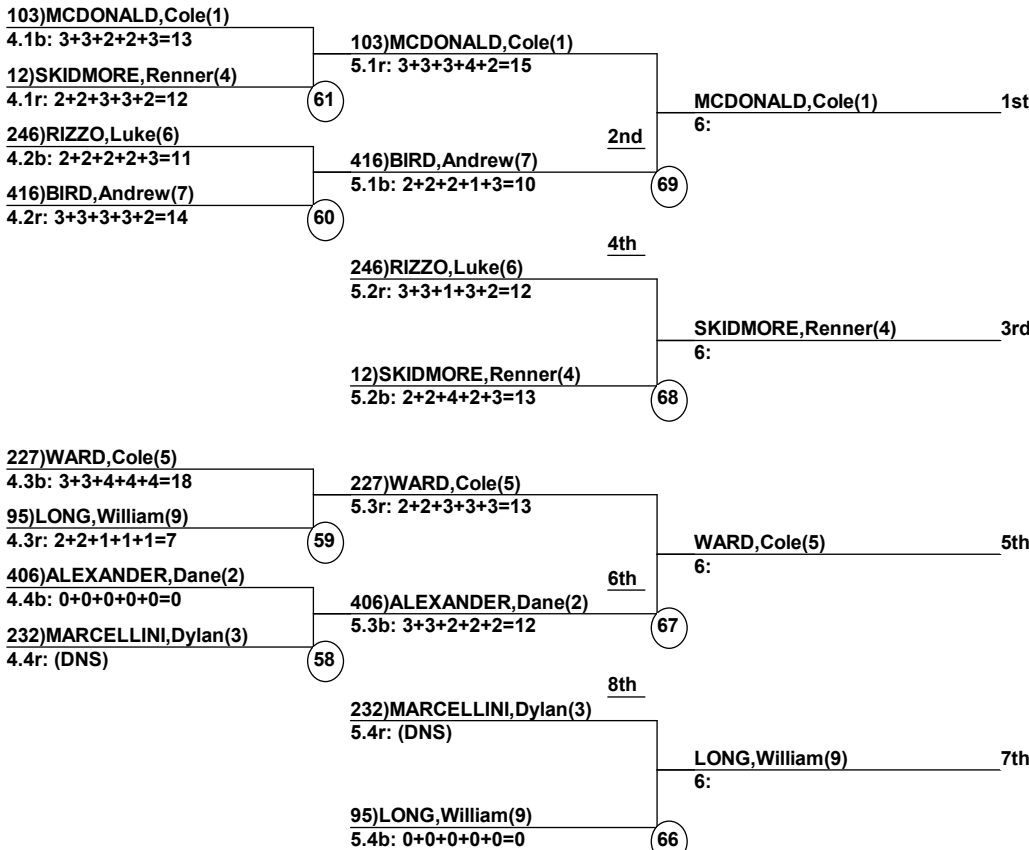 103)MCDONALD,Cole(1)
4.1b: 3+3+2+2+3=13
12)SKIDMORE,Renner(4)
4.1r: 2+2+3+3+2=12
61
246)RIZZO,Luke(6)
4.2b: 2+2+2+2+3=11
416)BIRD,Andrew(7)
4.2r: 3+3+3+3+2=14
60
103)MCDONALD,Cole(1)
5.1r: 3+3+3+4+2=15
2nd
416)BIRD,Andrew(7)
5.1b: 2+2+2+1+3=10
69
MCDONALD,Cole(1)
1st
6:
4th
246)RIZZO,Luke(6)
5.2r: 3+3+1+3+2=12
12)SKIDMORE,Renner(4)
5.2b: 2+2+4+2+3=13
68
SKIDMORE,Renner(4)
3rd
6:
227)WARD,Cole(5)
4.3b: 3+3+4+4+4=18
95)LONG,William(9)
4.3r: 2+2+1+1+1=7
59
406)ALEXANDER,Dane(2)
4.4b: 0+0+0+0+0=0
232)MARCELLINI,Dylan(3)
4.4r: (DNS)
58
227)WARD,Cole(5)
5.3r: 2+2+3+3+3=13
6th
406)ALEXANDER,Dane(2)
5.3b: 3+3+2+2+2=12
67
WARD,Cole(5)
5th
6:
8th
232)MARCELLINI,Dylan(3)
5.4r: (DNS)
95)LONG,William(9)
5.4b: 0+0+0+0+0=0
66
LONG,William(9)
7th
6: